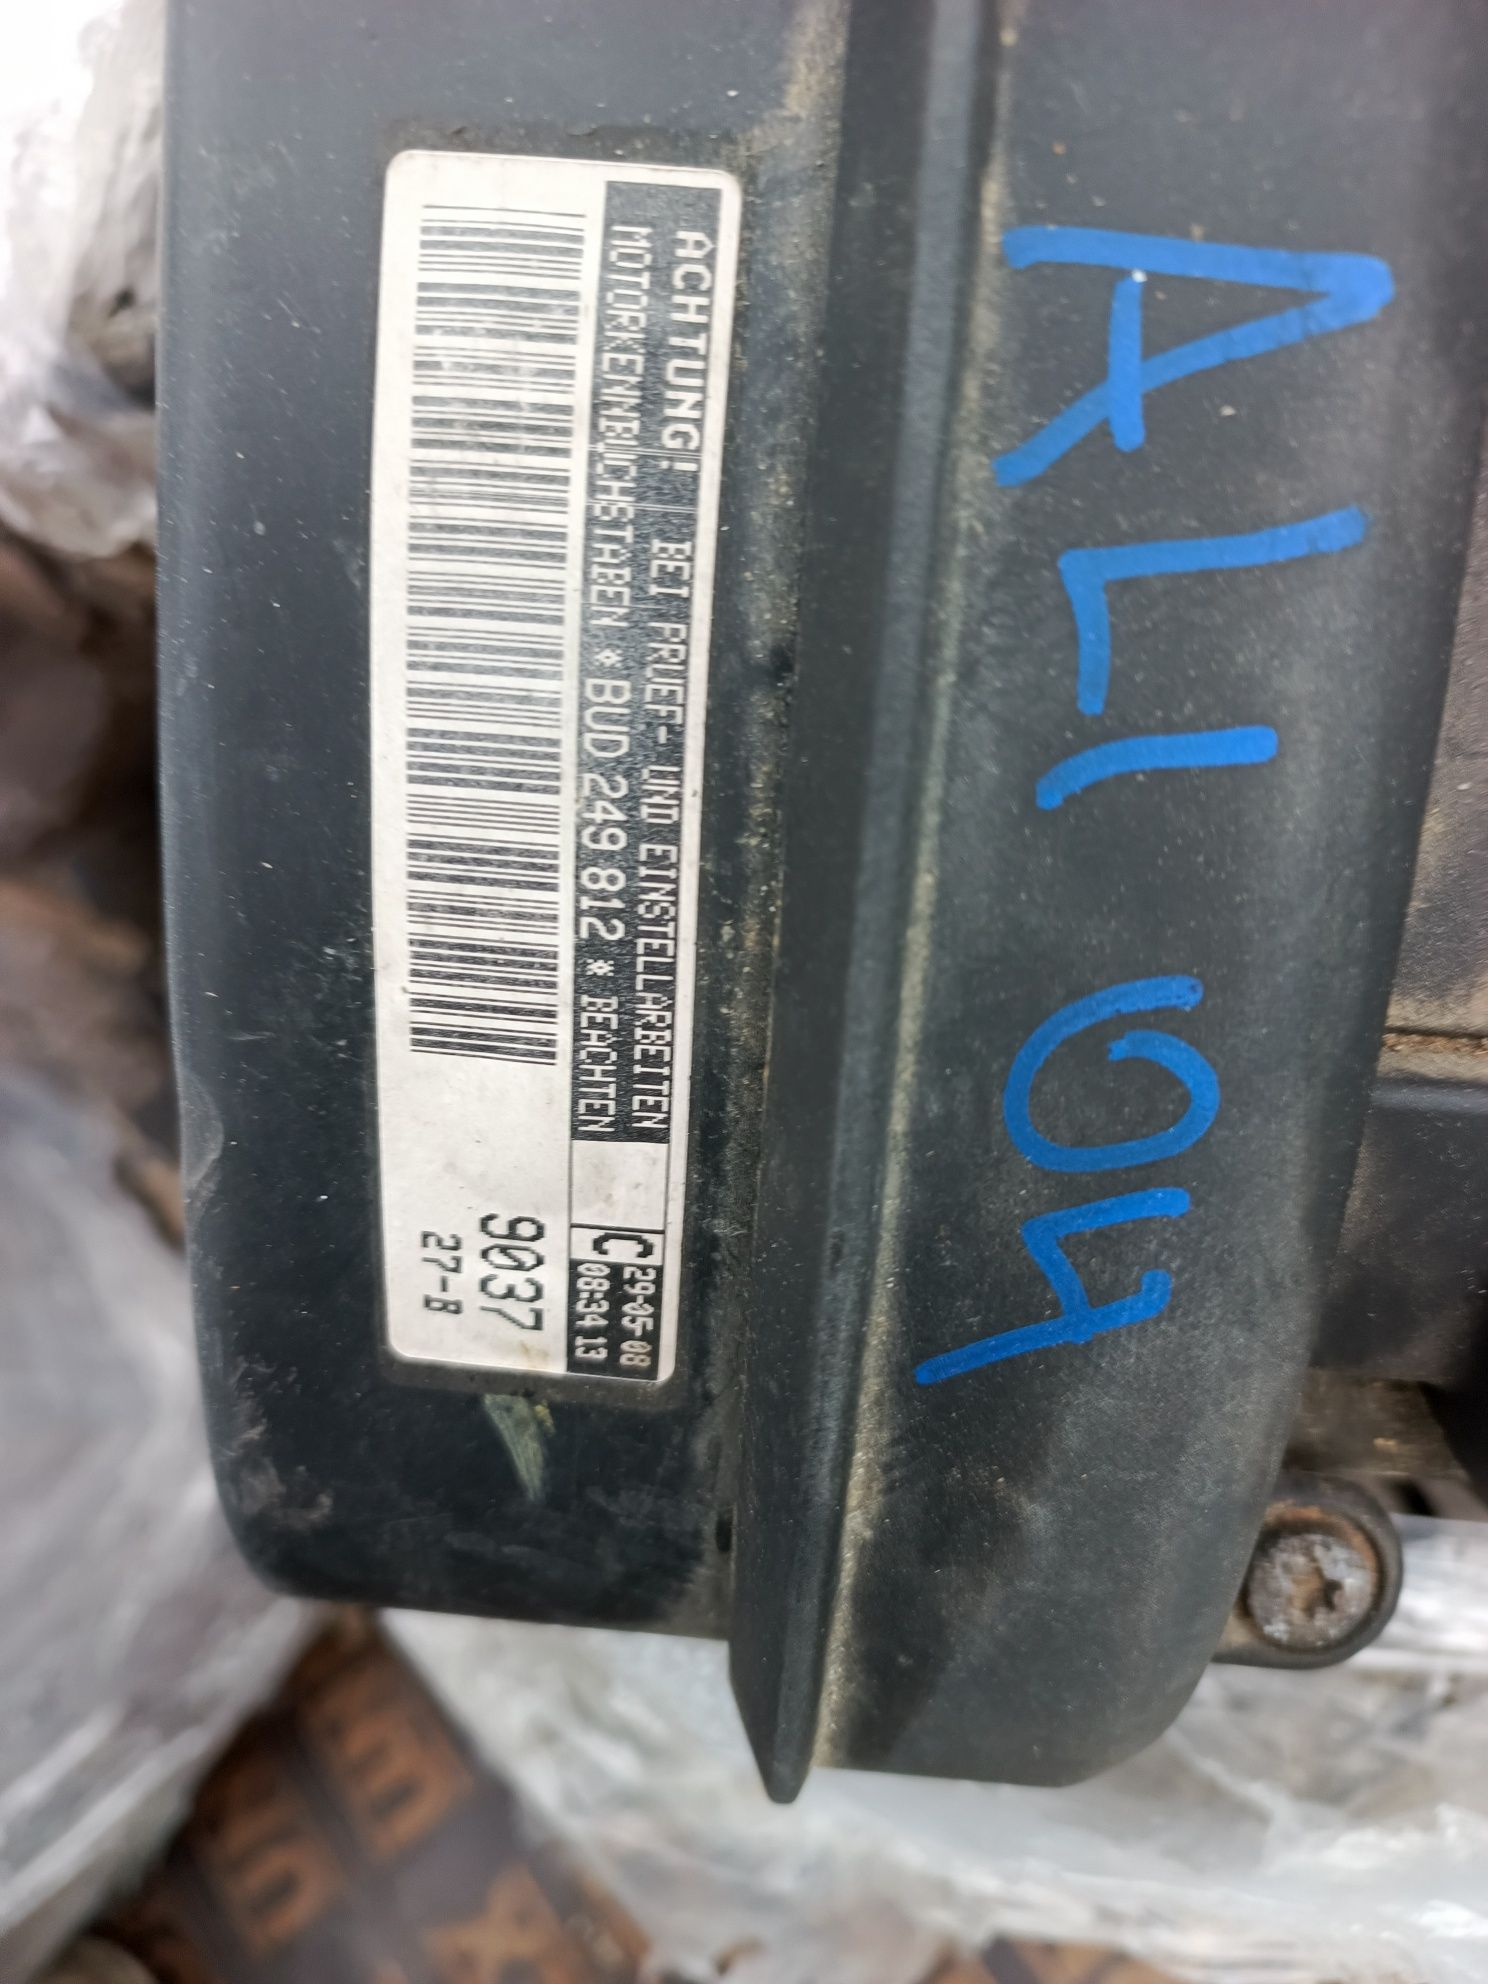 ACHTUNG! BEI PRUEF- UND EINSTELLARBEITEN
MOTORKENNBUCHSTABEN * BUD 249 812 * BEACHTEN
C
29-05-08
08:34 13
9037
27-B
ALI 04